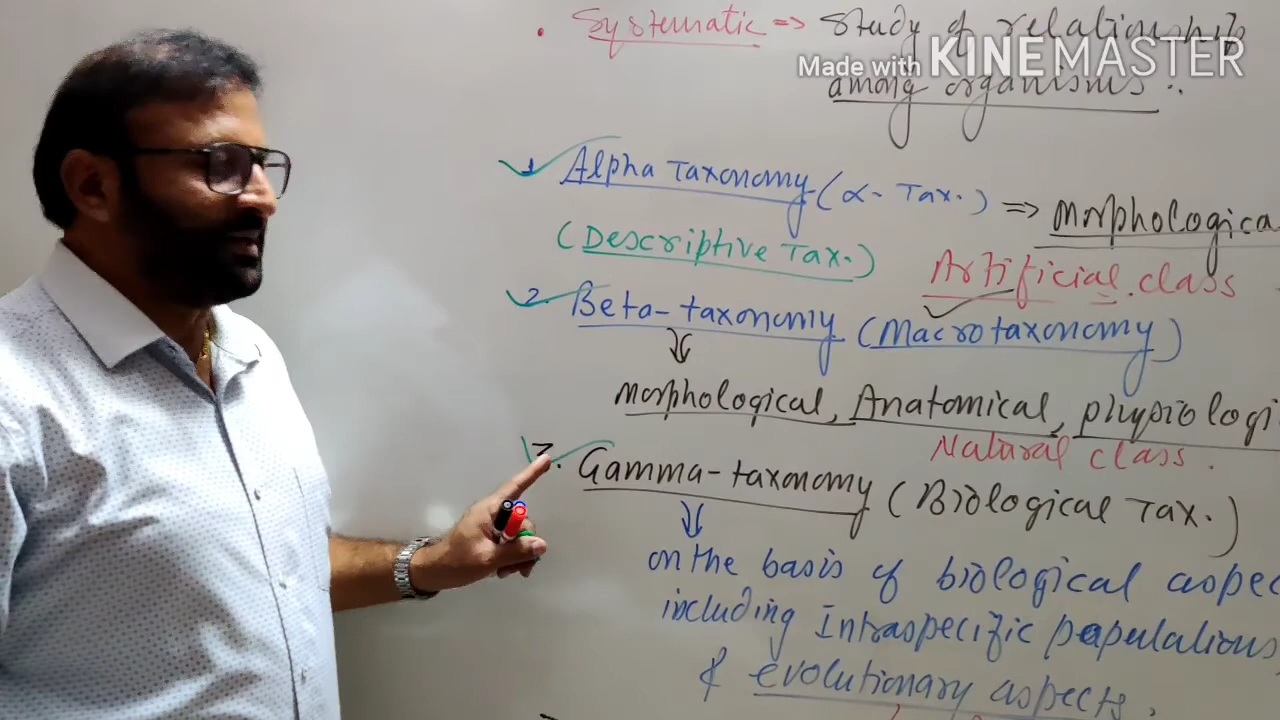 . Systematic => Study of relationships
Made with KINEMASTER
among organisms..
1 Alpha Taxonomy (α- Tax.) => Morphologica
(Descriptive Tax.)
Artificial class
2. Beta-taxonomy (Macrotaxonomy)
Morphological, Anatomical, physiologi
Natural class.
3. Gamma-taxonomy (Biological Tax.)
on the basis of biological aspec
including Intraspecific populations
& evolutionary aspects.